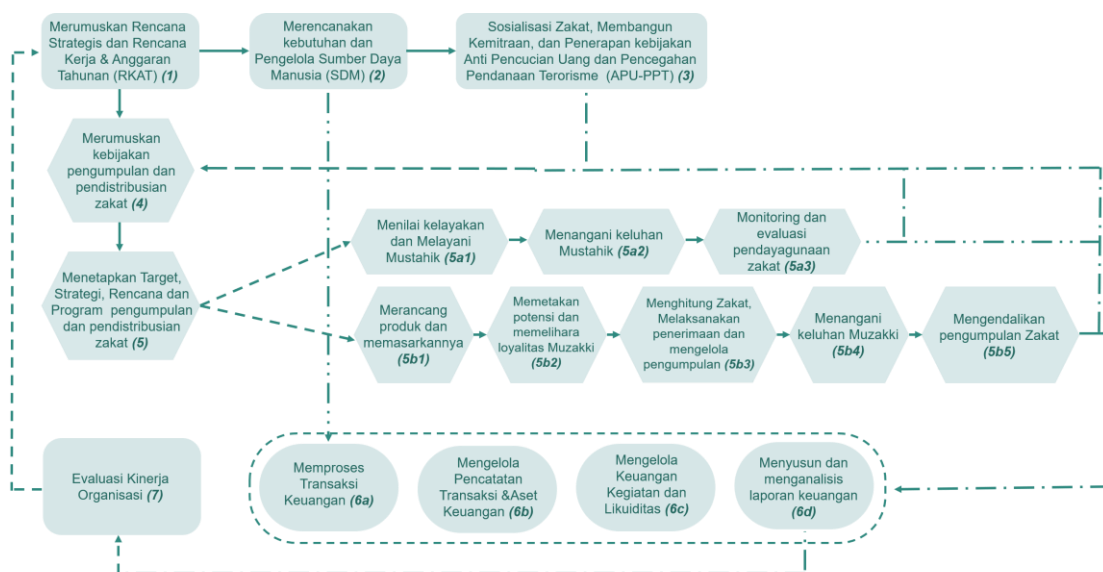 Merumuskan Rencana
Strategis dan Rencana
Kerja & Anggaran
Tahunan (RKAT) (1)
Merencanakan
kebutuhan dan
Pengelola Sumber Daya
Manusia (SDM) (2)
Sosialisasi Zakat, Membangun
Kemitraan, dan Penerapan kebijakan
Anti Pencucian Uang dan Pencegahan
Pendanaan Terorisme (APU-PPT) (3)
Merumuskan
kebijakan
pengumpulan dan
pendistribusian
zakat (4)
Menetapkan Target,
Strategi, Rencana dan
Program pengumpulan
dan pendistribusian
zakat (5)
Menilai kelayakan
dan Melayani
Mustahik (5a1)
Menangani keluhan
Mustahik (5a2)
Monitoring dan
evaluasi
pendayagunaan
zakat (5a3)
Merancang
produk dan
memasarkannya
(5b1)
Memetakan
potensi dan
memelihara
loyalitas Muzakki
(5b2)
Menghitung Zakat,
Melaksanakan
penerimaan dan
mengelola
pengumpulan (5b3)
Menangani
keluhan Muzakki
(5b4)
Mengendalikan
pengumpulan Zakat
(5b5)
Evaluasi Kinerja
Organisasi (7)
Memproses
Transaksi
Keuangan (6a)
Mengelola
Pencatatan
Transaksi &Aset
Keuangan (6b)
Mengelola
Keuangan
Kegiatan dan
Likuiditas (6c)
Menyusun dan
menganalisis
laporan keuangan
(6d)